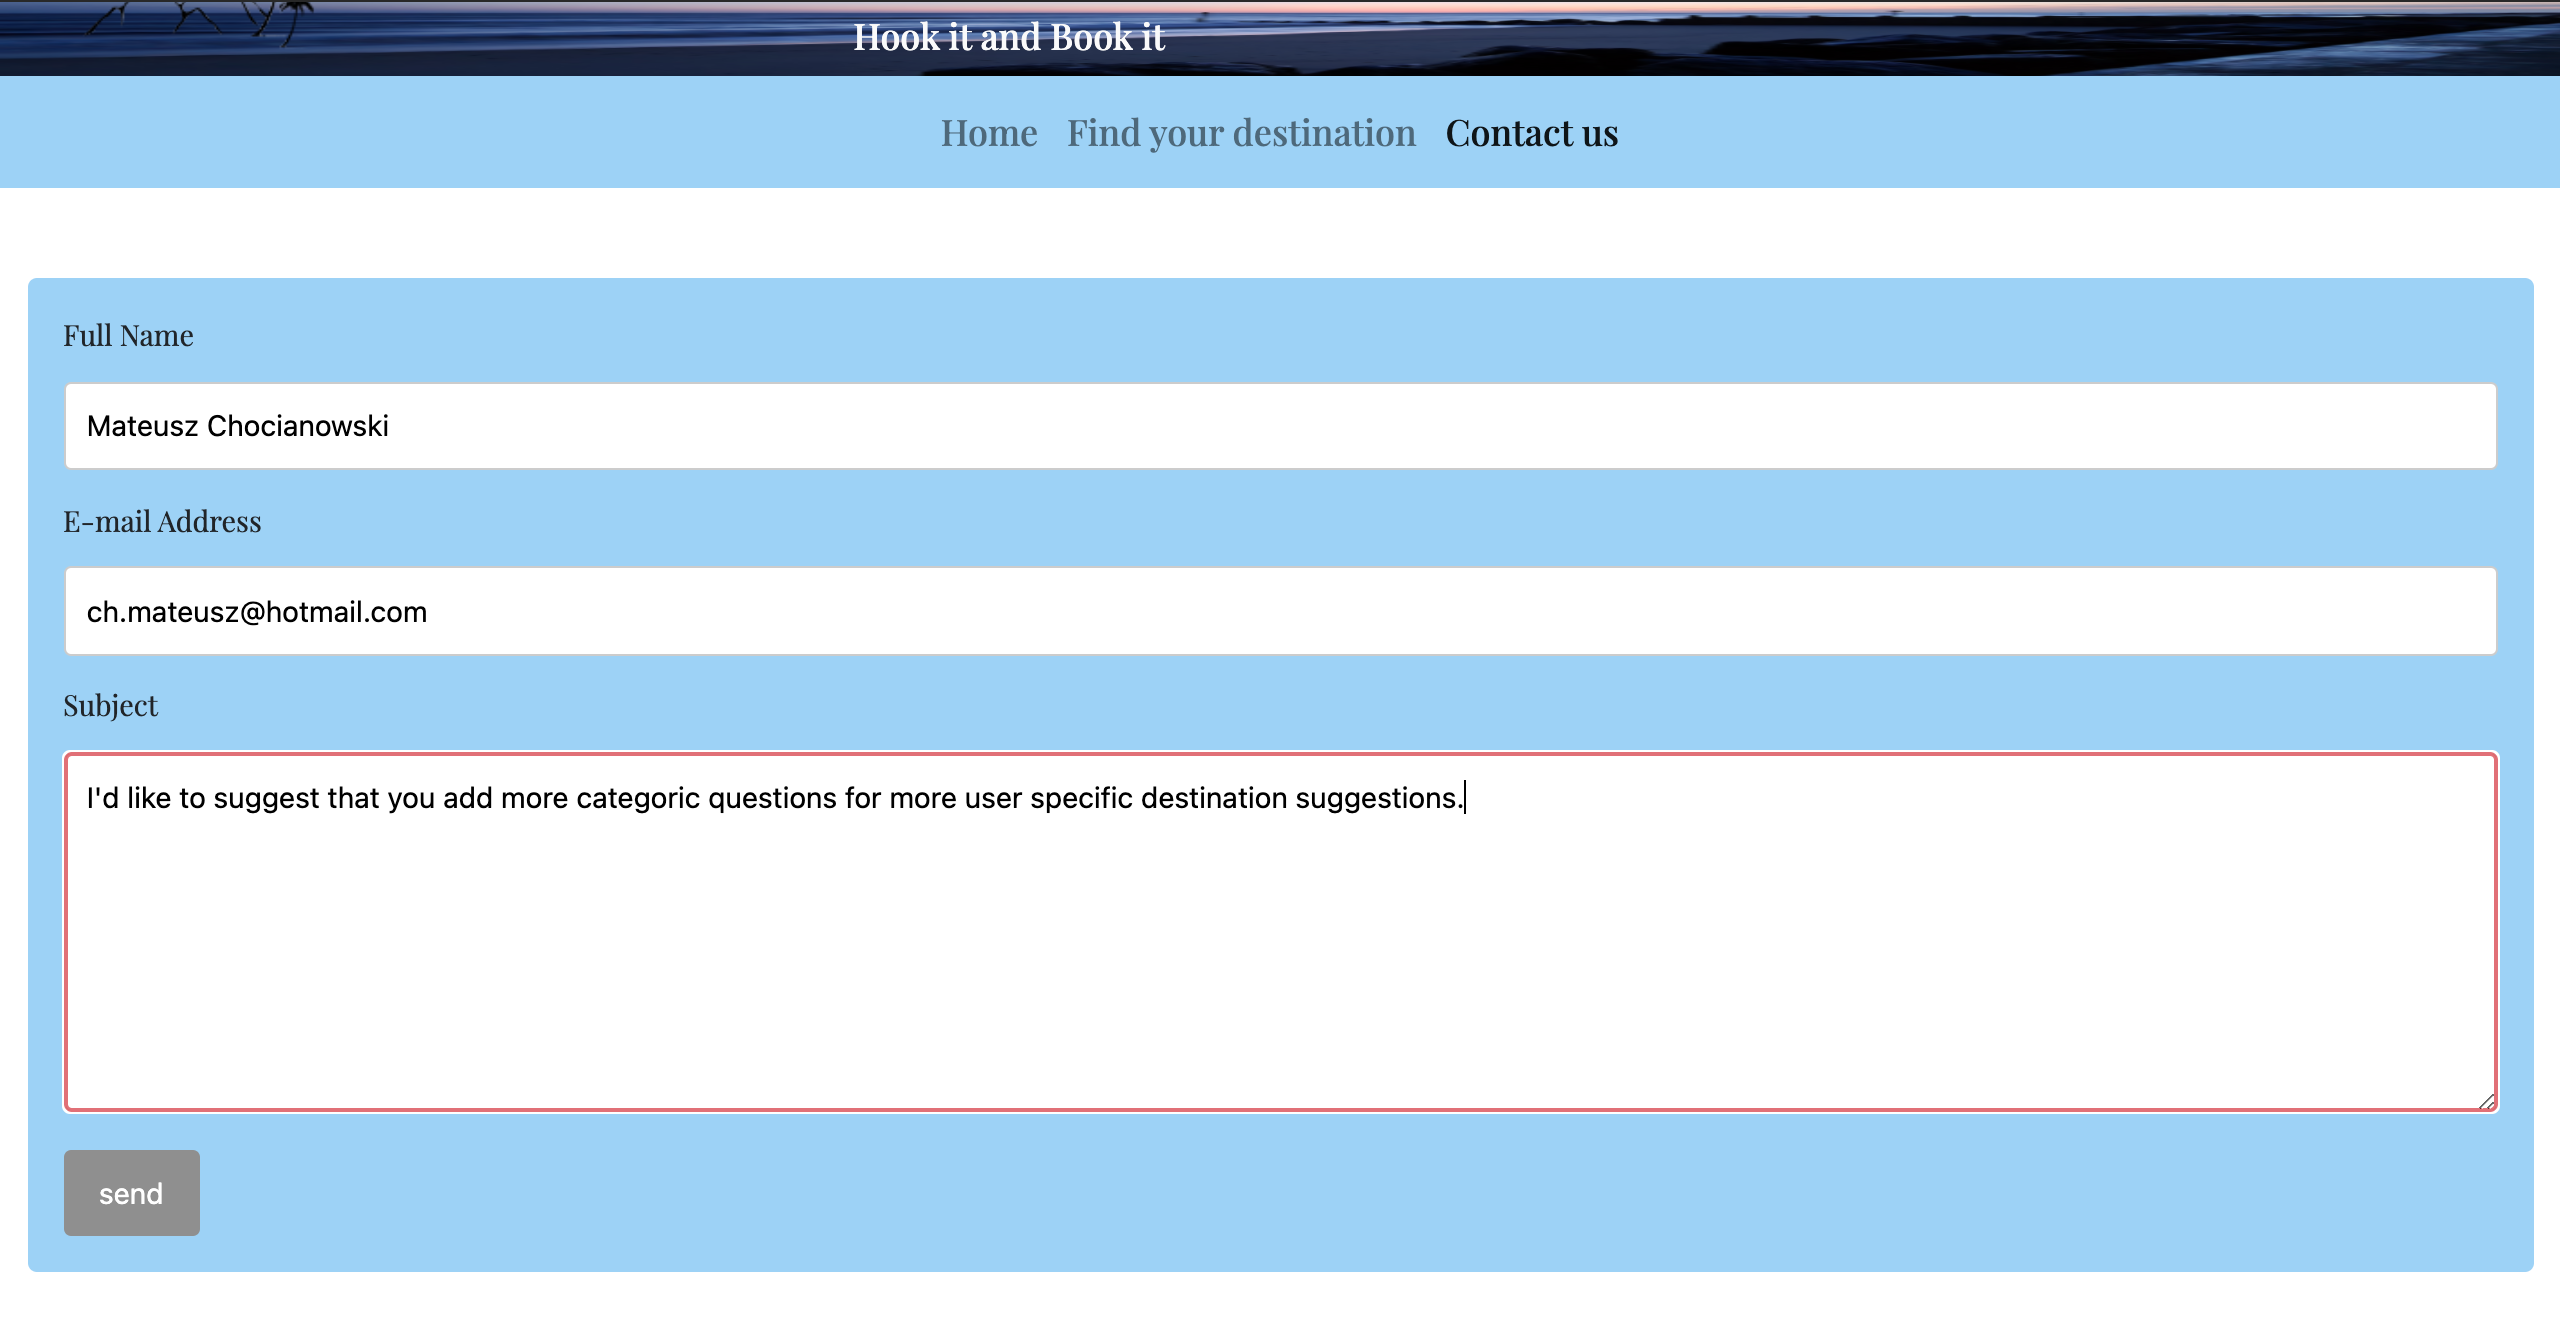 Hook it and Book it
Home Find your destination Contact us
Full Name
Mateusz Chocianowski
E-mail Address
ch.mateusz@hotmail.com
Subject
I'd like to suggest that you add more categoric questions for more user specific destination suggestions.
send